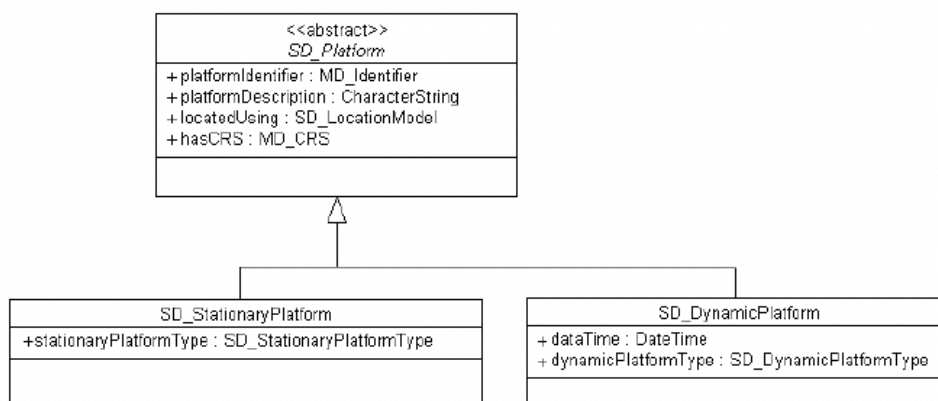 <<abstract>>
SD_Platform
+ platformIdentifier : MD_Identifier
+ platformDescription : CharacterString
+ locatedUsing : SD_LocationModel
+ hasCRS : MD_CRS
SD_StationaryPlatform
+stationaryPlatformType : SD_StationaryPlatformType
SD_DynamicPlatform
+ dataTime : DateTime
+ dynamicPlatformType : SD_DynamicPlatformType